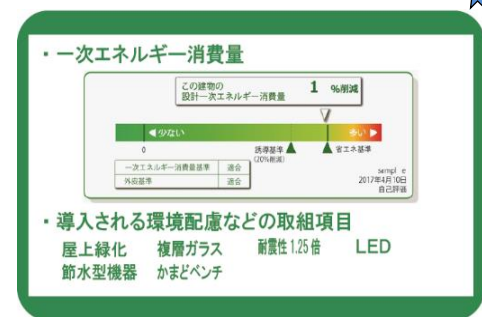 ・一次エネルギー消費量
この建物の
設計一次エネルギー消費量 1 %削減
少ない 多い
0 誘導基準 (20%削減) 省エネ基準
一次エネルギー消費量基準 適合
外皮基準 適合
sampl e
2017年4月10日
自己評価
・導入される環境配慮などの取組項目
屋上緑化 複層ガラス 耐震性1.25倍 LED
節水型機器 かまどベンチ